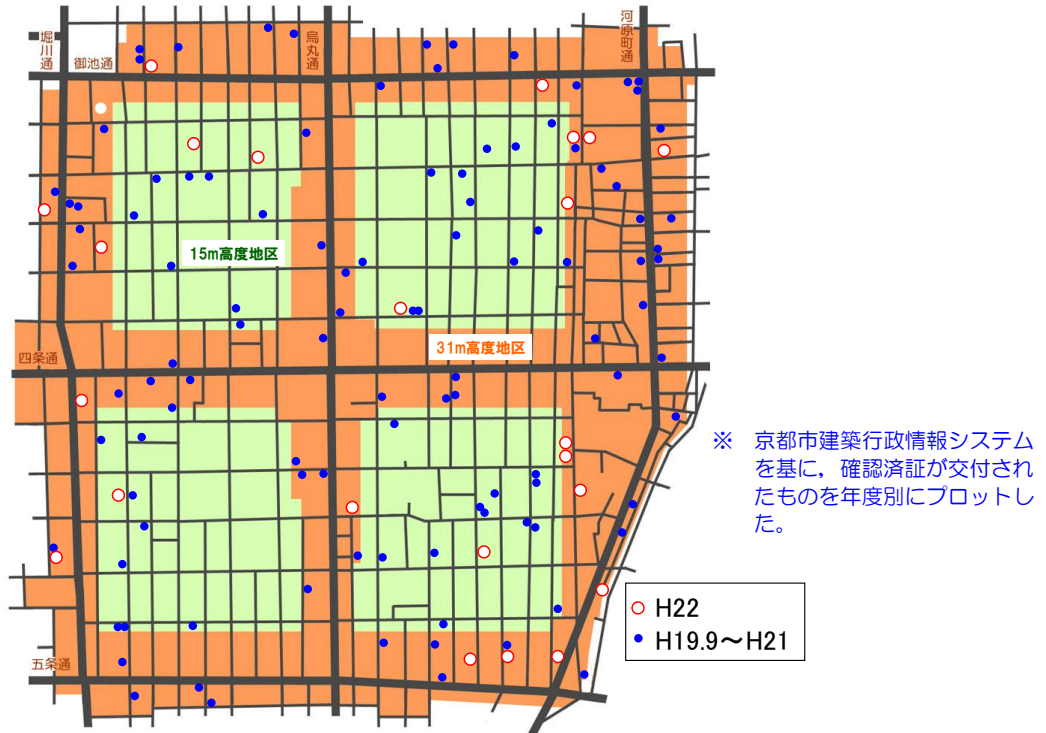 堀川通
御池通
烏丸通
河原町通
15m高度地区
31m高度地区
四条通
五条通
※ 京都市建築行政情報システム
を基に，確認済証が交付され
たものを年度別にプロットし
た。
H22
H19.9～H21